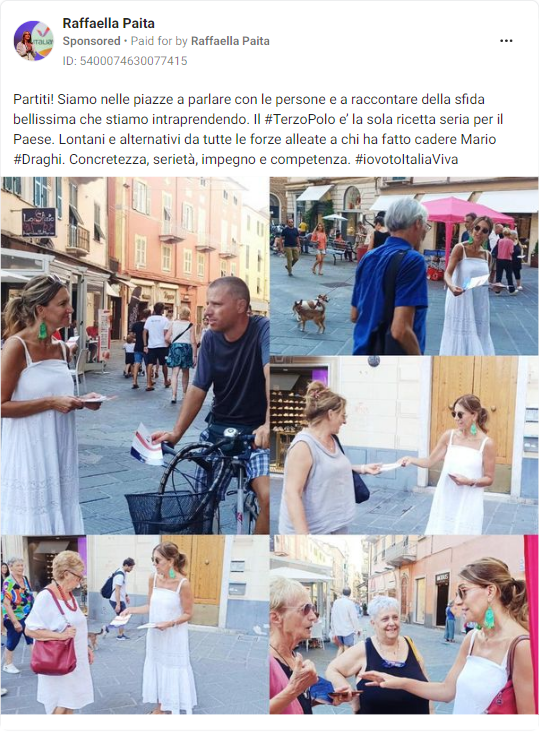 Raffaella Paita
Sponsored • Paid for by Raffaella Paita
ID: 5400074630077415
Partiti! Siamo nelle piazze a parlare con le persone e a raccontare della sfida
bellissima che stiamo intraprendendo. Il #TerzoPolo e’ la sola ricetta seria per il
Paese. Lontani e alternativi da tutte le forze alleate a chi ha fatto cadere Mario
#Draghi. Concretezza, serietà, impegno e competenza. #iovotoItaliaViva